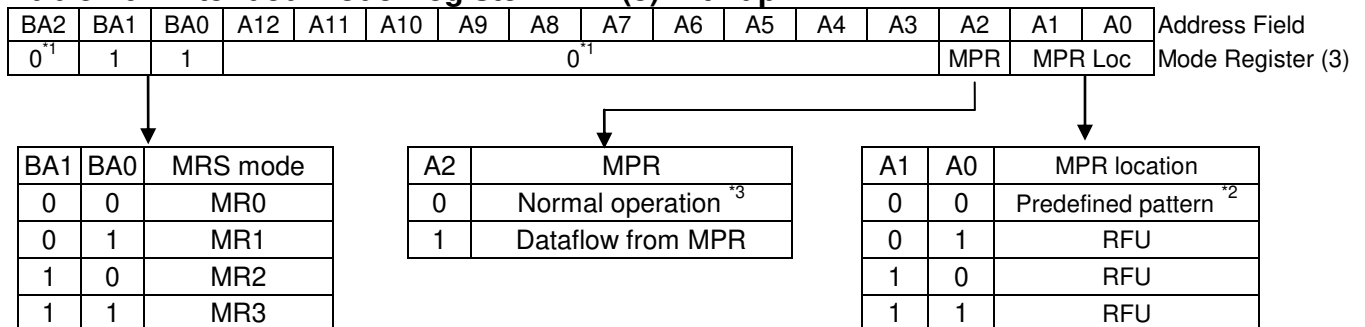 BA2 BA1 BA0 A12 A11 A10 A9 A8 A7 A6 A5 A4 A3 A2 A1 A0 Address Field
0*1 1 1 0*1 MPR MPR Loc Mode Register (3)
BA1 BA0 MRS mode
0 0 MR0
0 1 MR1
1 0 MR2
1 1 MR3
A2 MPR
0 Normal operation *3
1 Dataflow from MPR
A1 A0 MPR location
0 0 Predefined pattern *2
0 1 RFU
1 0 RFU
1 1 RFU